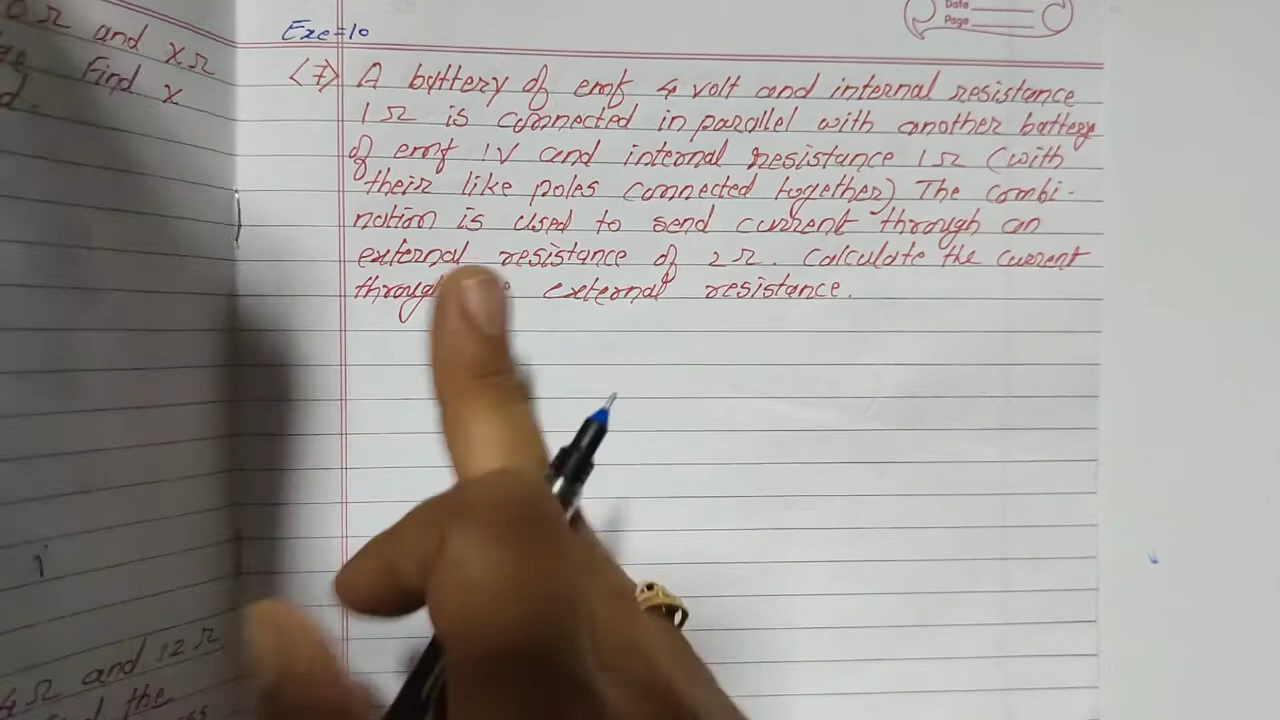 Date
Page
Ω and xΩ
Find x
d.
Exe=10
<7> A battery of emf 4 volt and internal resistance
1Ω is connected in parallel with another battery
of emf 1V and internal resistance 1Ω (with
their like poles connected together) The combi-
nation is used to send current through an
external resistance of 2Ω. Calculate the current
through external resistance.
4Ω and 12Ω
the